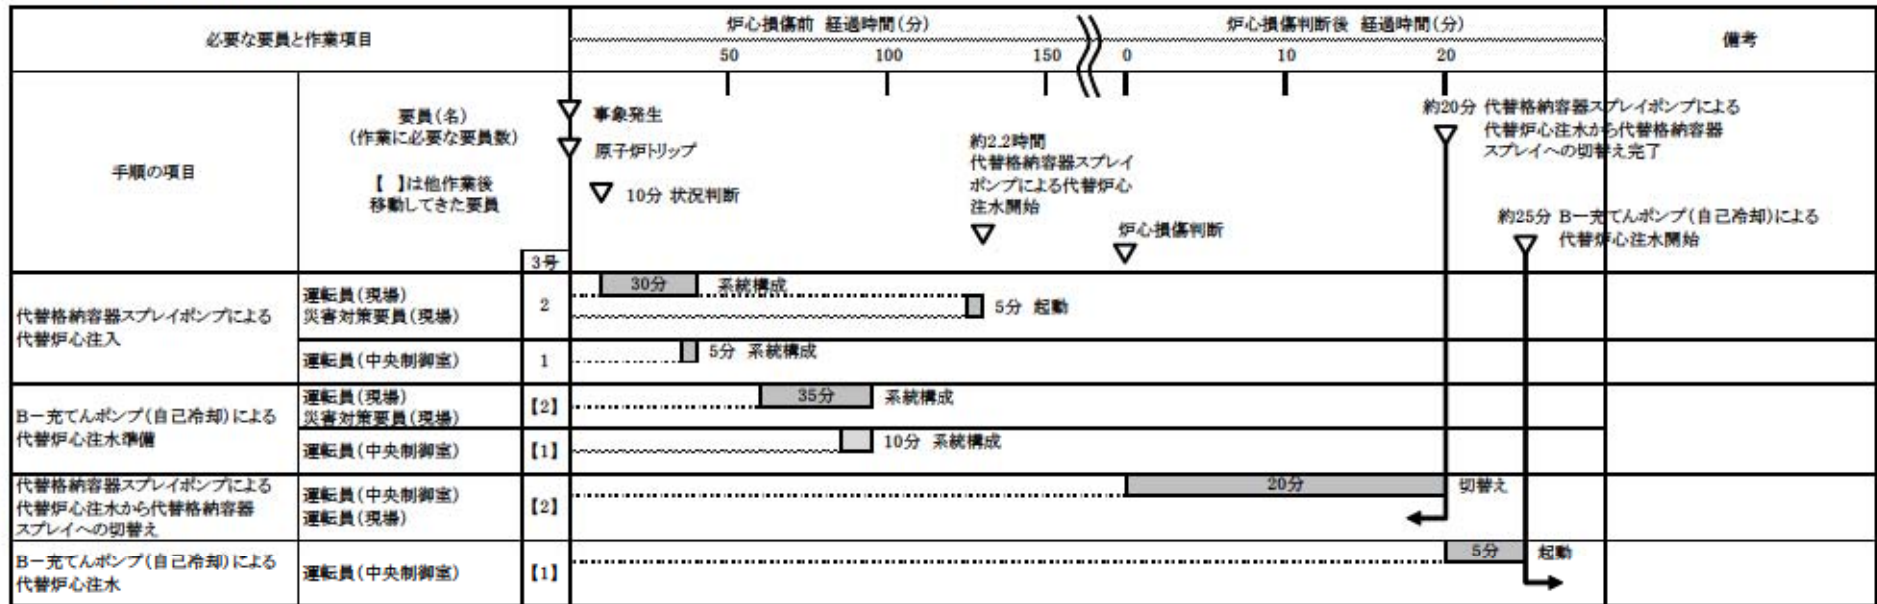 必要な要員と作業項目
炉心損傷前 経過時間(分)
炉心損傷判断後 経過時間(分)
備考
50
100
150
0
10
20
手順の項目
要員(名)
(作業に必要な要員数)
【 】は他作業後
移動してきた要員
3号
事象発生
原子炉トリップ
10分 状況判断
約2.2時間
代替格納容器スプレイ
ポンプによる代替炉心
注水開始
炉心損傷判断
約20分 代替格納容器スプレイポンプによる
代替炉心注水から代替格納容器
スプレイへの切替え完了
約25分 B－充てんポンプ(自己冷却)による
代替炉心注水開始
代替格納容器スプレイポンプによる
代替炉心注入
運転員(現場)
災害対策要員(現場)
2
30分
系統構成
5分 起動
運転員(中央制御室)
1
5分 系統構成
B－充てんポンプ(自己冷却)による
代替炉心注水準備
運転員(現場)
災害対策要員(現場)
【2】
35分
系統構成
運転員(中央制御室)
【1】
10分 系統構成
代替格納容器スプレイポンプによる
代替炉心注水から代替格納容器
スプレイへの切替え
運転員(中央制御室)
運転員(現場)
【2】
20分
切替え
B－充てんポンプ(自己冷却)による
代替炉心注水
運転員(中央制御室)
【1】
5分
起動